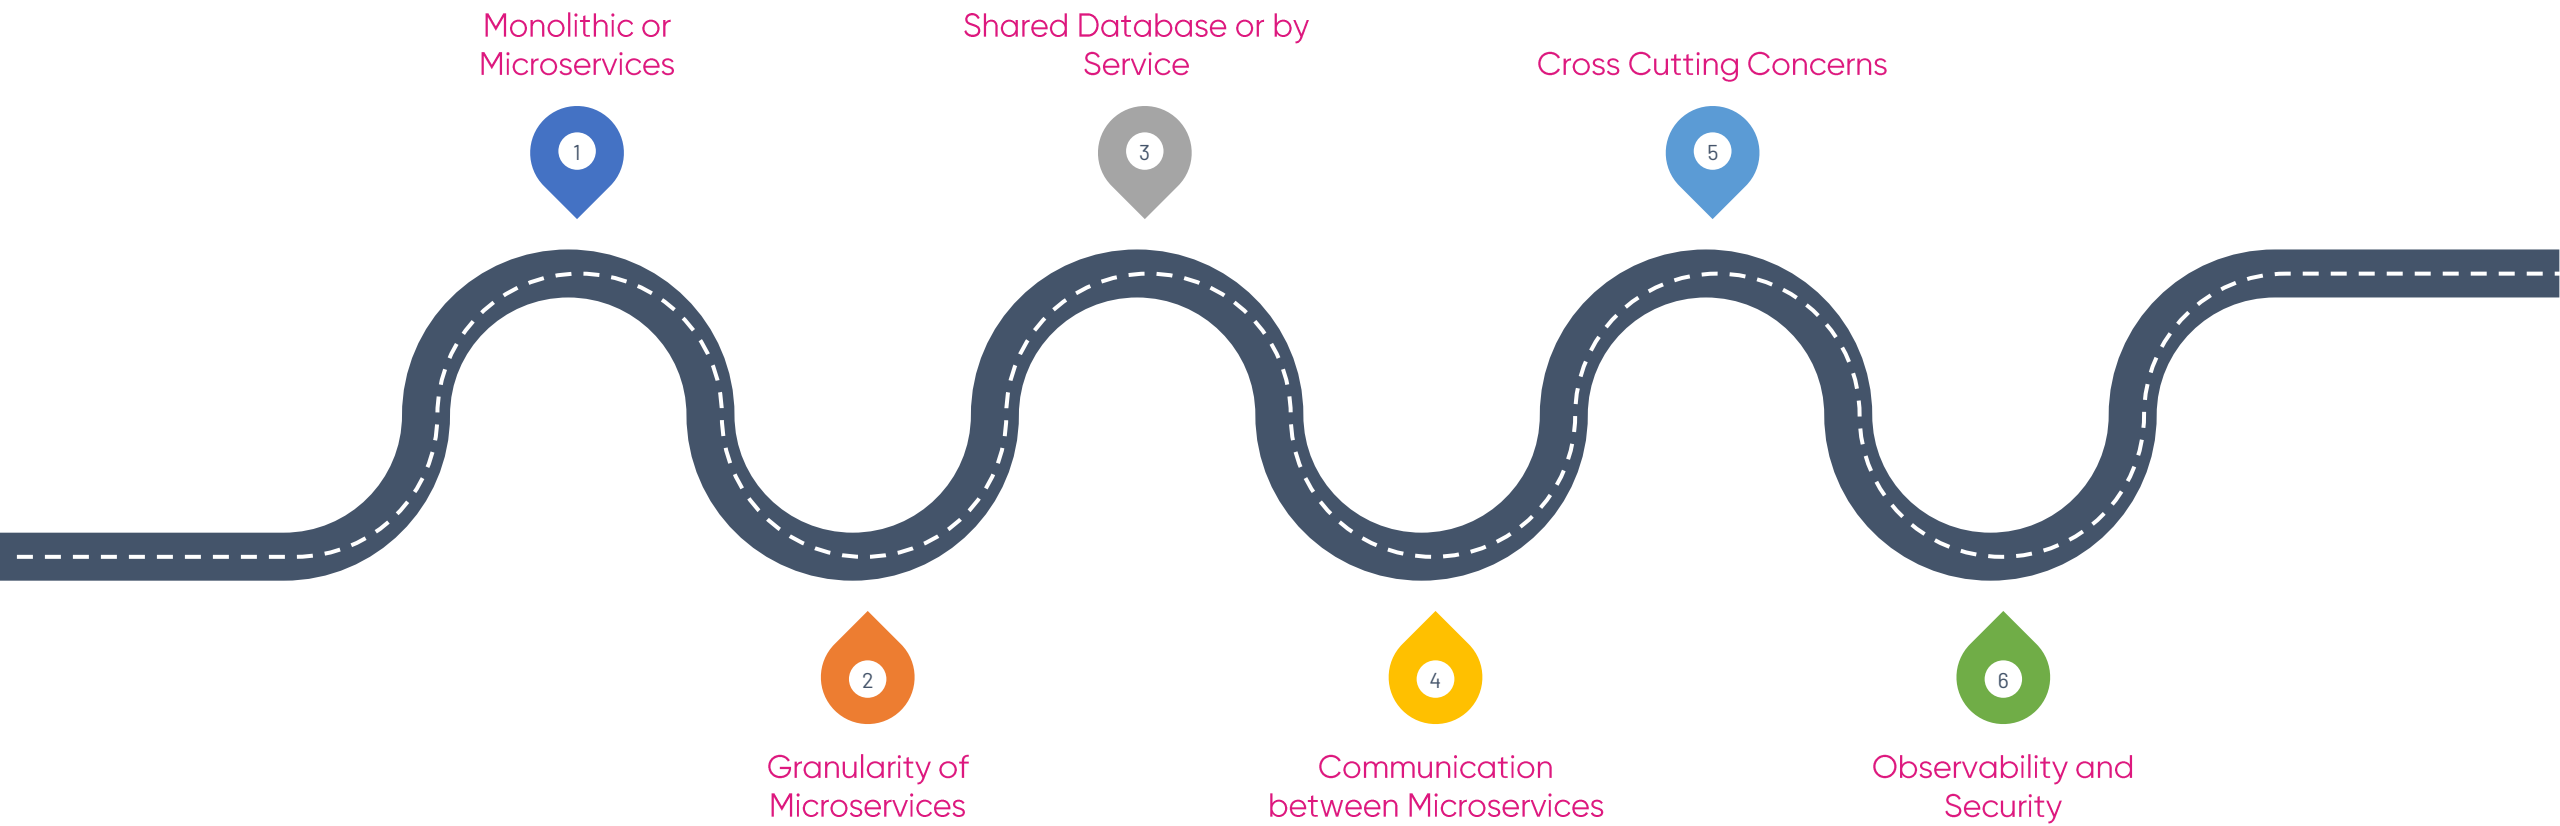 Monolithic or
Microservices
1
Granularity of
Microservices
2
Shared Database or by
Service
3
Communication
between Microservices
4
Cross Cutting Concerns
5
Observability and
Security
6